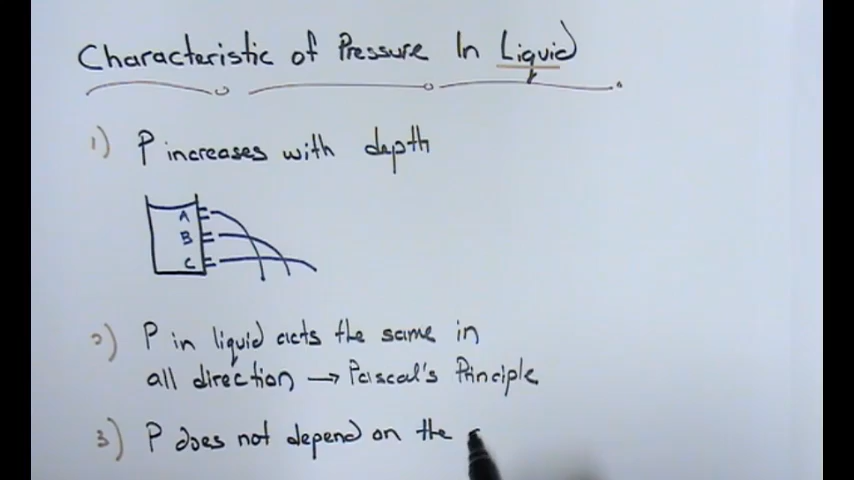 Characteristic of Pressure In Liquid
1) P increases with depth
A
B
C
2) P in liquid acts the same in
all direction → Pascal's Principle
3) P does not depend on the